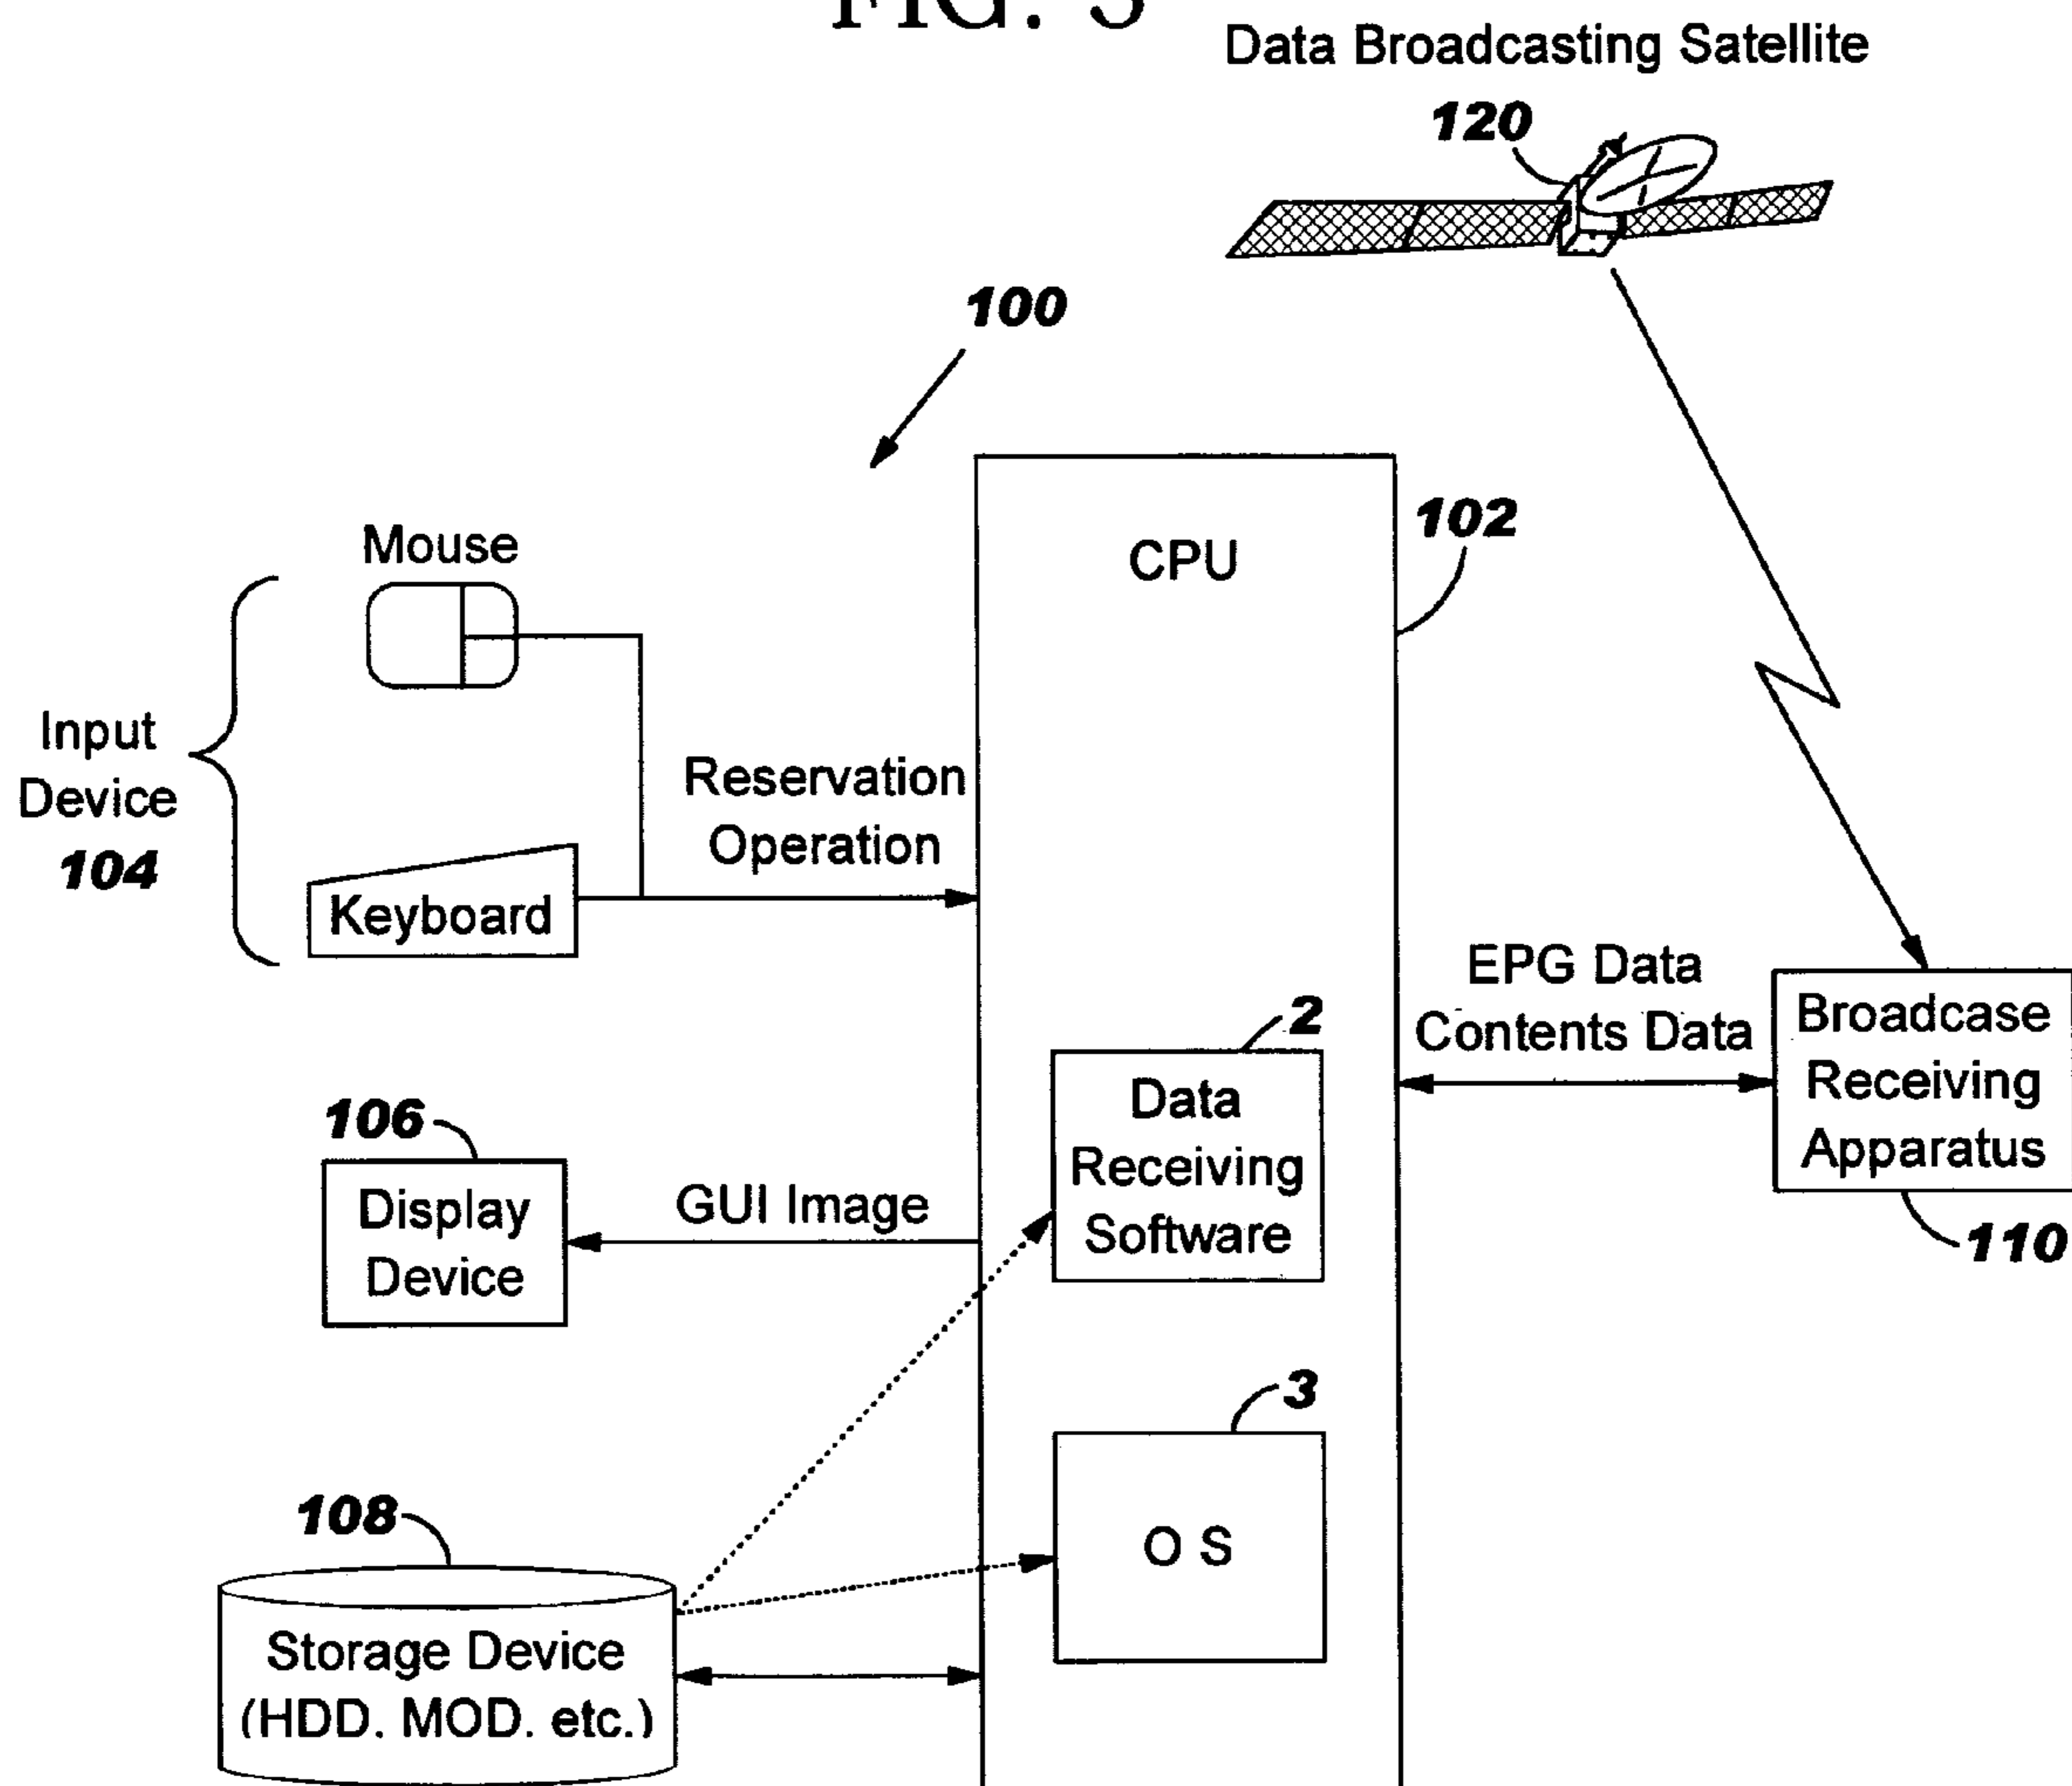 FIG. 3
Data Broadcasting Satellite
120
100
102
CPU
Mouse
Input
Device
104
Reservation
Operation
Keyboard
EPG Data
Contents Data
Broadcase
Receiving
Apparatus
110
2
Data
Receiving
Software
106
Display
Device
GUI Image
3
O S
108
Storage Device
(HDD. MOD. etc.)